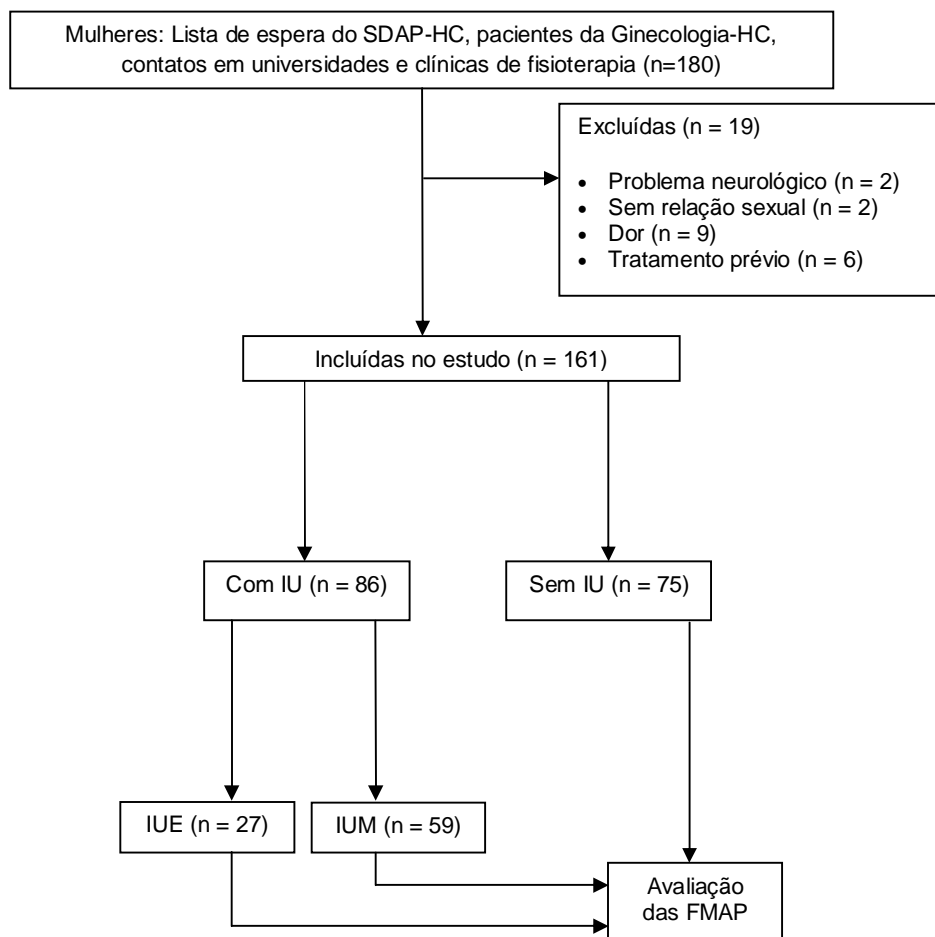 Mulheres: Lista de espera do SDAP-HC, pacientes da Ginecologia-HC,
contatos em universidades e clínicas de fisioterapia (n=180)
Excluídas (n = 19)
• Problema neurológico (n = 2)
• Sem relação sexual (n = 2)
• Dor (n = 9)
• Tratamento prévio (n = 6)
Incluídas no estudo (n = 161)
Com IU (n = 86)
Sem IU (n = 75)
IUE (n = 27)
IUM (n = 59)
Avaliação
das FMAP